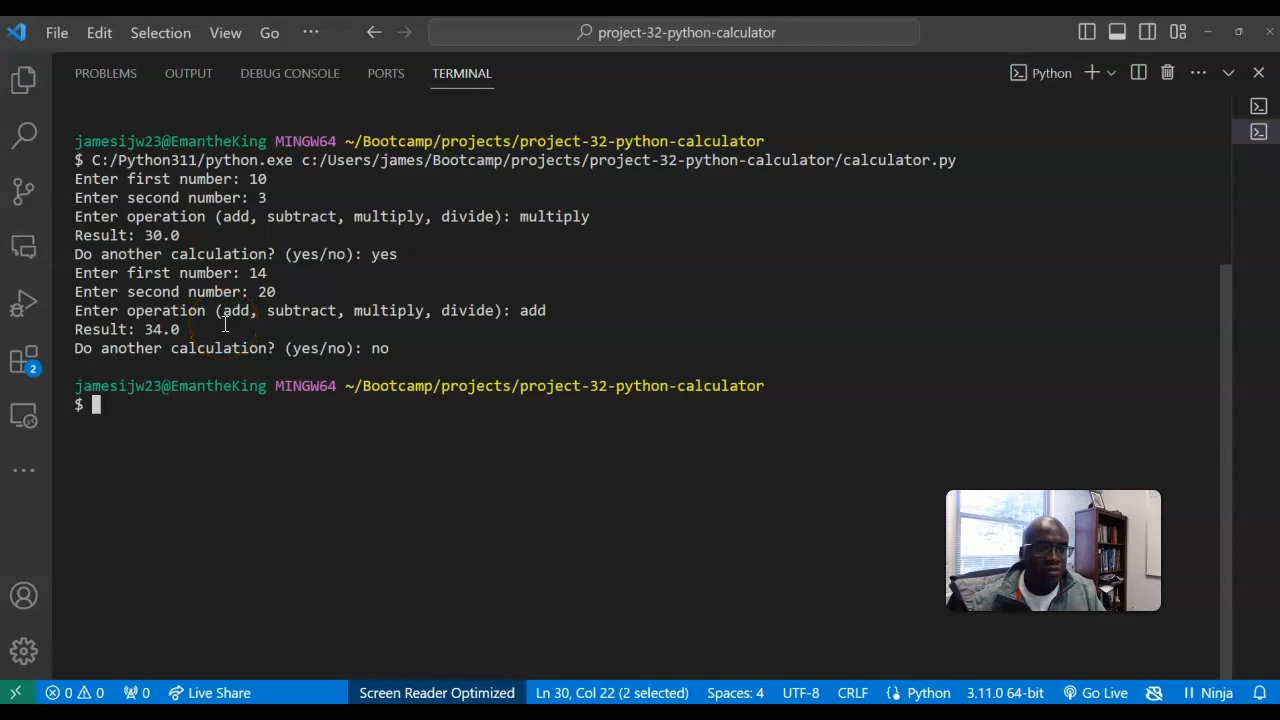 File Edit Selection View Go ··· project-32-python-calculator
PROBLEMS OUTPUT DEBUG CONSOLE PORTS TERMINAL Python
jamesijw23@EmantheKing MINGW64 ~/Bootcamp/projects/project-32-python-calculator
$ C:/Python311/python.exe c:/Users/james/Bootcamp/projects/project-32-python-calculator/calculator.py
Enter first number: 10
Enter second number: 3
Enter operation (add, subtract, multiply, divide): multiply
Result: 30.0
Do another calculation? (yes/no): yes
Enter first number: 14
Enter second number: 20
Enter operation (add, subtract, multiply, divide): add
Result: 34.0
Do another calculation? (yes/no): no
jamesijw23@EmantheKing MINGW64 ~/Bootcamp/projects/project-32-python-calculator
$
2
0 0 0 Live Share Screen Reader Optimized Ln 30, Col 22 (2 selected) Spaces: 4 UTF-8 CRLF Python 3.11.0 64-bit Go Live Ninja